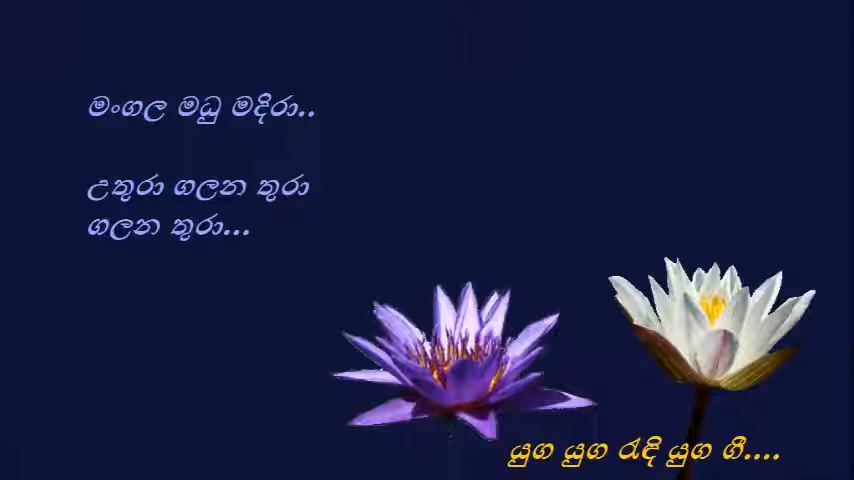 මංගල මධු මදිරා..
උතුරා ගලන තුරා
ගලන තුරා...
යුග යුග රැඳි යුග ගී....